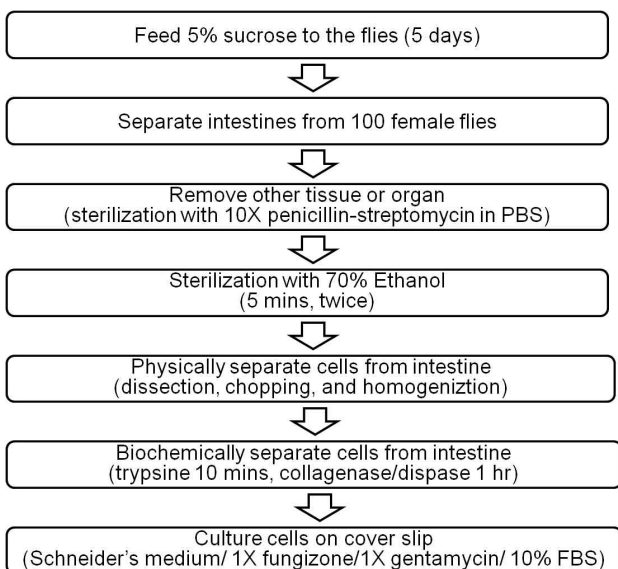 Feed 5% sucrose to the flies (5 days)
Separate intestines from 100 female flies
Remove other tissue or organ
(sterilization with 10X penicillin-streptomycin in PBS)
Sterilization with 70% Ethanol
(5 mins, twice)
Physically separate cells from intestine
(dissection, chopping, and homogeniztion)
Biochemically separate cells from intestine
(trypsine 10 mins, collagenase/dispase 1 hr)
Culture cells on cover slip
(Schneider's medium/ 1X fungizone/1X gentamycin/ 10% FBS)